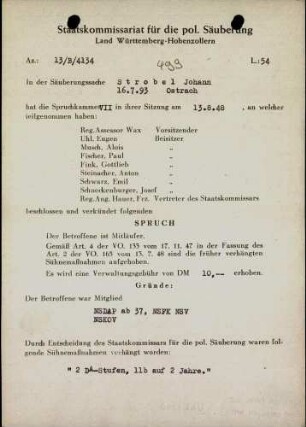 Staatskommissariat für die pol. Säuberung
Land Württemberg-Hohenzollern
Az.: 13/B/4134 499 L:54
In der Säuberungssache Strobel Johann
16.7.93 Ostrach
hat die Spruchkammer VII in ihrer Sitzung am 13.8.48 , an welcher
teilgenommen haben:
Reg.Assessor Wax Vorsitzender
Uhl, Eugen Beisitzer
Musch, Alois „
Fischer, Paul „
Fink, Gottlieb „
Steinacher, Anton „
Schwarz, Emil „
Schneckenburger, Josef „
Reg.Ang. Hauer, Frz. Vertreter des Staatskommissars
beschlossen und verkündet folgenden
SPRUCH
Der Betroffene ist Mitläufer.
Gemäß Art. 4 der VO. 133 vom 17. 11. 47 in der Fassung des
Art. 2 der VO. 165 vom 13. 7. 48 sind die früher verhängten
Sühnemaßnahmen aufgehoben.
Es wird eine Verwaltungsgebühr von DM 10,-- erhoben.
Gründe:
Der Betroffene war Mitglied
NSDAP ab 37, NSFK NSV
NSKOV
Durch Entscheidung des Staatskommissars für die pol. Säuberung waren fol-
gende Sühnemaßnahmen verhängt worden:
" 2 DA-Stufen, 11b auf 2 Jahre."